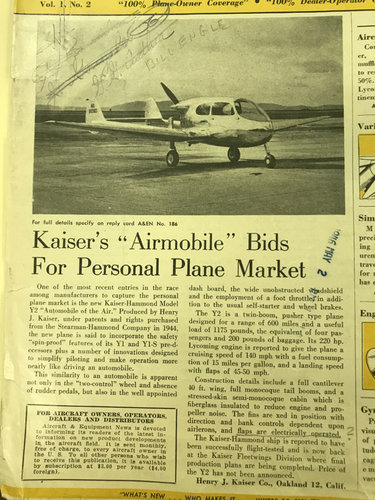 Vol. 1, No. 2 "100% Plane-Owner Coverage" • "100% Dealer-Operator
BILL ENGLE
For full details specify on reply card A&EN No. 186
Kaiser's "Airmobile" Bids
For Personal Plane Market
1946 MAY 2
One of the most recent entries in the race
among manufacturers to capture the personal
plane market is the new Kaiser-Hammond Model
Y2 "Automobile of the Air." Produced by Henry
J. Kaiser, under patents and rights purchased
from the Stearman-Hammond Company in 1944,
the new plane is said to incorporate the safety
"spin-proof" features of its Y1 and Y1-S pre-
decessors plus a number of innovations designed
to simplify piloting and make operation more
nearly like driving an automobile.
This similarity to an automobile is apparent
not only in the "two-control" wheel and absence
of rudder pedals, but also in the well appointed
FOR AIRCRAFT OWNERS, OPERATORS,
DEALERS AND DISTRIBUTORS
Aircraft & Equipment News is devoted
to informing its readers of the latest in-
formation on new product developments
in the aircraft field. It is sent monthly,
free of charge, to every aircraft owner in
the U. S. To all other persons who wish
to receive this publication, it is available
by subscription at $3.00 per year ($4.00
foreign).
dash board, the wide unobstructed windshield
and the employment of a foot throttle in addi-
tion to the usual self-starter and wheel brakes.
The Y2 is a twin-boom, pusher type plane
designed for a range of 600 miles and a useful
load of 1175 pounds, the equivalent of four pas-
sengers and 200 pounds of baggage. Its 220 hp.
Lycoming engine is reported to give the plane a
cruising speed of 140 mph with a fuel consump-
tion of 15 miles per gallon, and a landing speed
with flaps of 45-50 mph.
Construction details include a full cantilever
40 ft. wing, full monocoque tail booms, and a
stressed-skin semi-monocoque cabin which is
fiberglass insulated to reduce engine and pro-
peller noise. The fins are fixed in position with
direction and bank controls dependent upon
ailerons, and flaps are electrically operated.
The Kaiser-Hammond ship is reported to have
been successfully flight-tested and is now back
at the Kaiser Fleetwings Division where final
production plans are being completed. Price of
the Y2 has not been announced.
Henry J. Kaiser Co., Oakland 12, Calif.
"WHAT'S NEW WHO MAKES IT